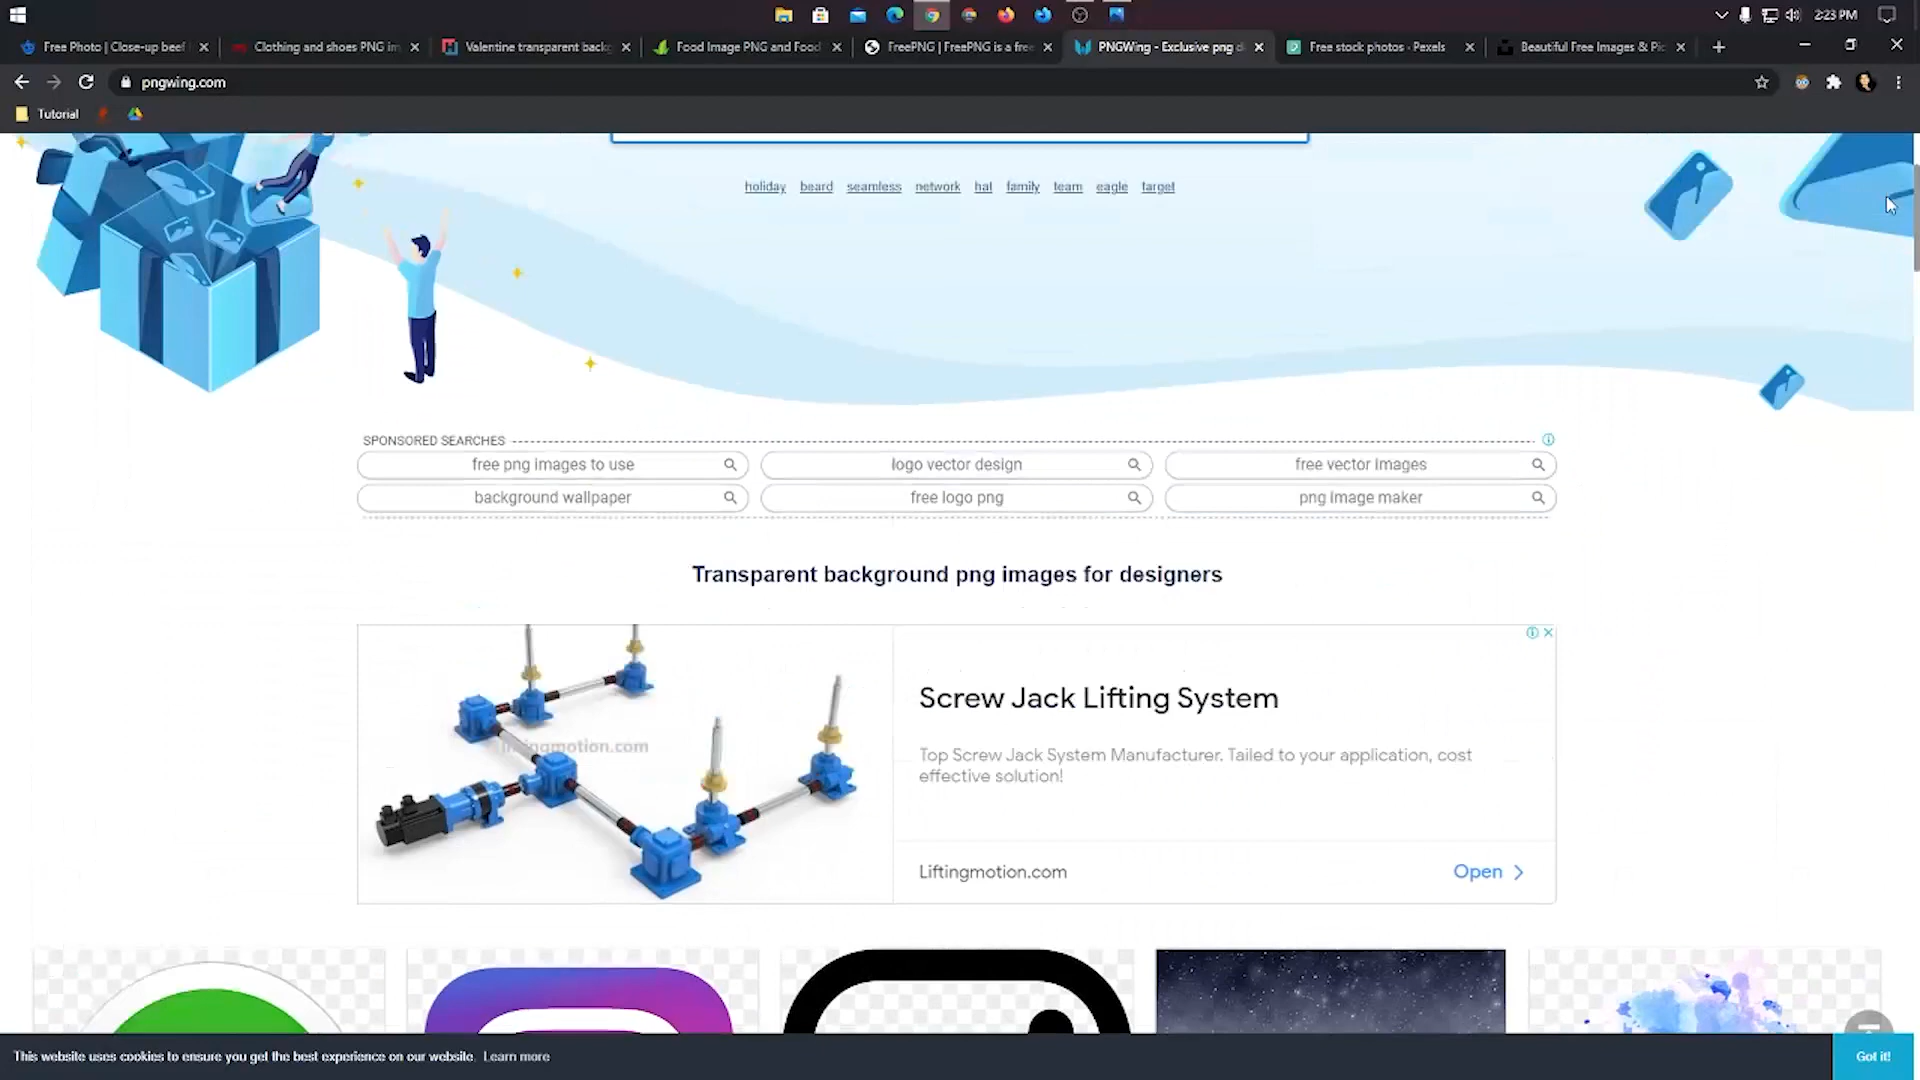 2:23 PM
Free Photo | Close-up beef
Clothing and shoes PNG im
Valentine transparent backg
Food Image PNG and Food
FreePNG | FreePNG is a free
PNGWing - Exclusive png d
Free stock photos · Pexels
Beautiful Free Images & Pic
pngwing.com
Tutorial
holiday beard seamless network hat family team eagle target
SPONSORED SEARCHES
free png images to use
logo vector design
free vector images
background wallpaper
free logo png
png image maker
Transparent background png images for designers
liftingmotion.com
Screw Jack Lifting System
Top Screw Jack System Manufacturer. Tailed to your application, cost
effective solution!
Liftingmotion.com
Open
This website uses cookies to ensure you get the best experience on our website. Learn more
Got it!